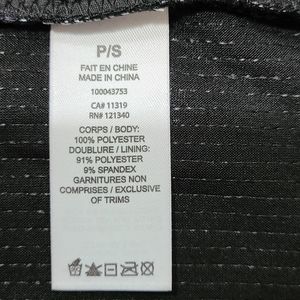 P/S
FAIT EN CHINE
MADE IN CHINA
100043753
CA# 11319
RN# 121340
CORPS / BODY:
100% POLYESTER
DOUBLURE / LINING:
91% POLYESTER
9% SPANDEX
GARNITURES NON
COMPRISES / EXCLUSIVE
OF TRIMS